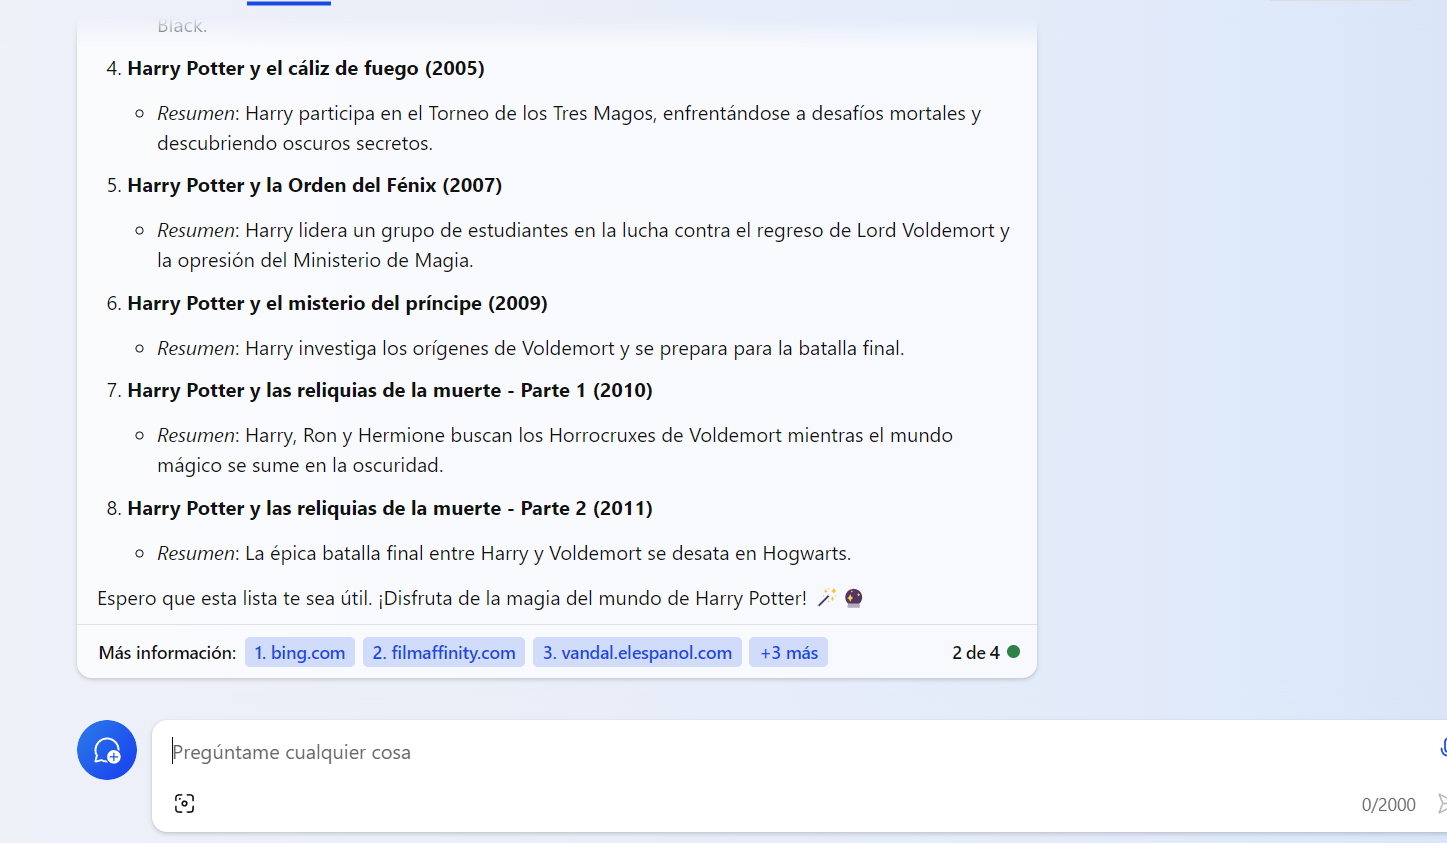 Black.
4. Harry Potter y el cáliz de fuego (2005)
Resumen: Harry participa en el Torneo de los Tres Magos, enfrentándose a desafíos mortales y
descubriendo oscuros secretos.
5. Harry Potter y la Orden del Fénix (2007)
Resumen: Harry lidera un grupo de estudiantes en la lucha contra el regreso de Lord Voldemort y
la opresión del Ministerio de Magia.
6. Harry Potter y el misterio del príncipe (2009)
Resumen: Harry investiga los orígenes de Voldemort y se prepara para la batalla final.
7. Harry Potter y las reliquias de la muerte - Parte 1 (2010)
Resumen: Harry, Ron y Hermione buscan los Horrocruxes de Voldemort mientras el mundo
mágico se sume en la oscuridad.
8. Harry Potter y las reliquias de la muerte - Parte 2 (2011)
Resumen: La épica batalla final entre Harry y Voldemort se desata en Hogwarts.
Espero que esta lista te sea útil. ¡Disfruta de la magia del mundo de Harry Potter!
Más información: 1. bing.com 2. filmaffinity.com 3. vandal.elespanol.com +3 más 2 de 4
Pregúntame cualquier cosa
0/2000